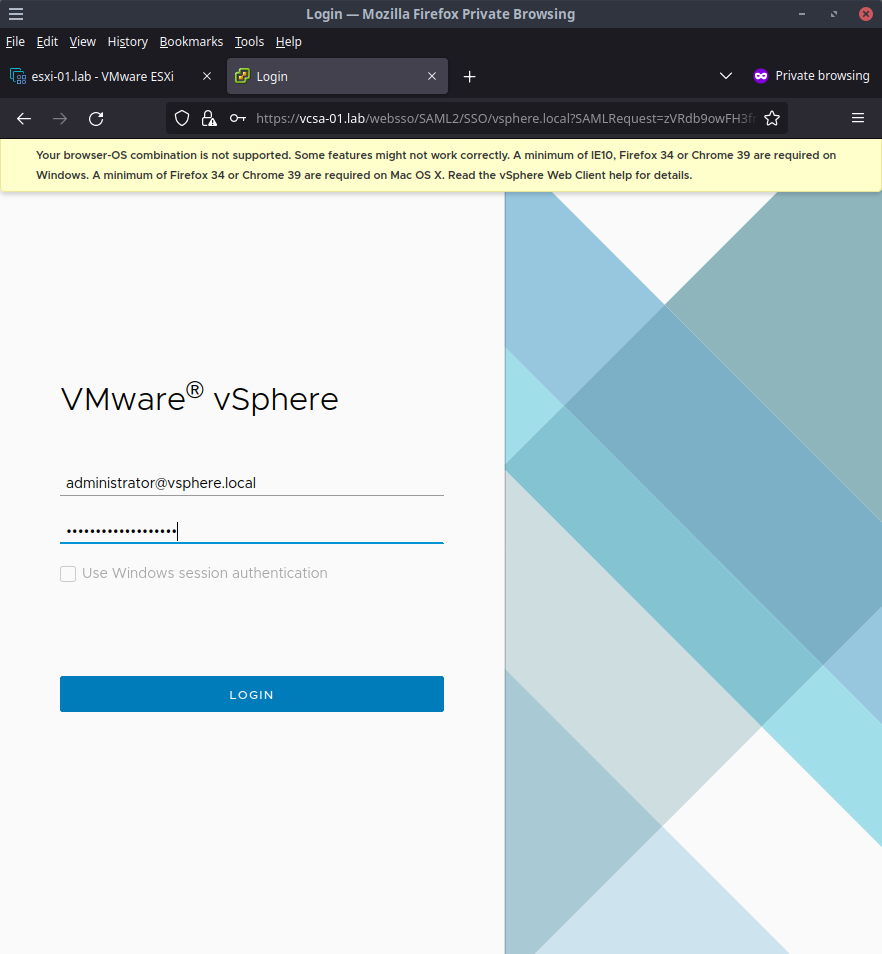 Login — Mozilla Firefox Private Browsing
File Edit View History Bookmarks Tools Help
esxi-01.lab - VMware ESXi
Login
Private browsing
https://vcsa-01.lab/websso/SAML2/SSO/vsphere.local?SAMLRequest=zVRdb9owFH3f
Your browser-OS combination is not supported. Some features might not work correctly. A minimum of IE10, Firefox 34 or Chrome 39 are required on
Windows. A minimum of Firefox 34 or Chrome 39 are required on Mac OS X. Read the vSphere Web Client help for details.
VMware® vSphere
administrator@vsphere.local
Use Windows session authentication
LOGIN